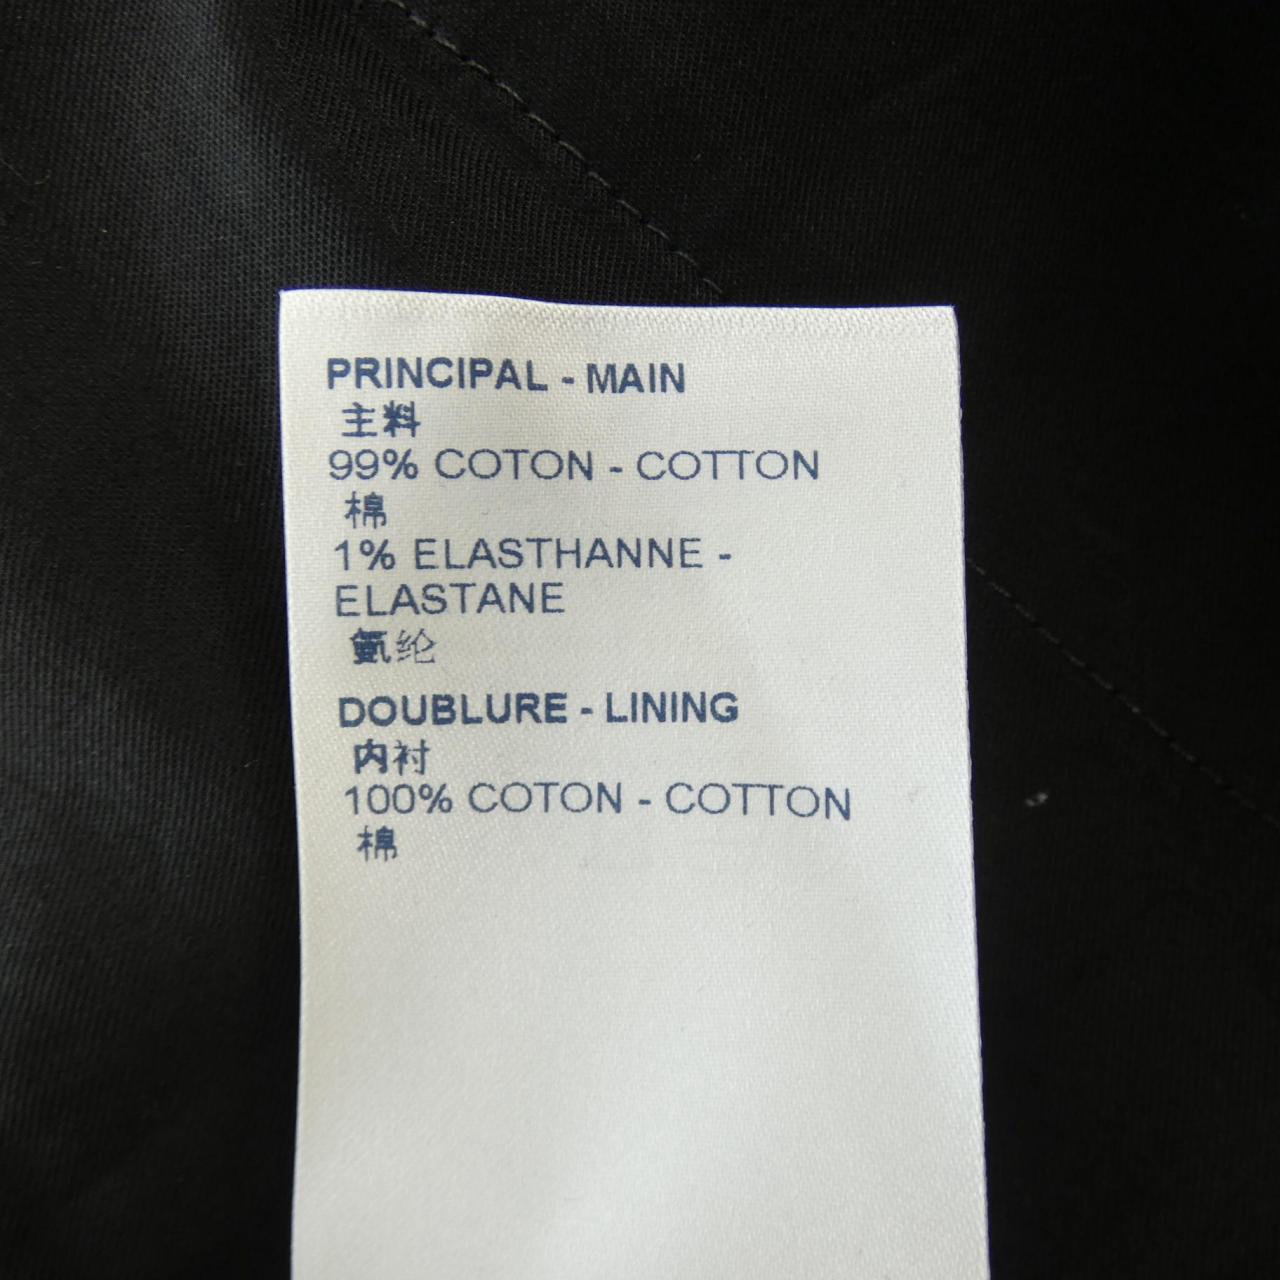 PRINCIPAL - MAIN
主料
99% COTON - COTTON
棉
1% ELASTHANNE -
ELASTANE
氨纶
DOUBLURE - LINING
内衬
100% COTON - COTTON
棉